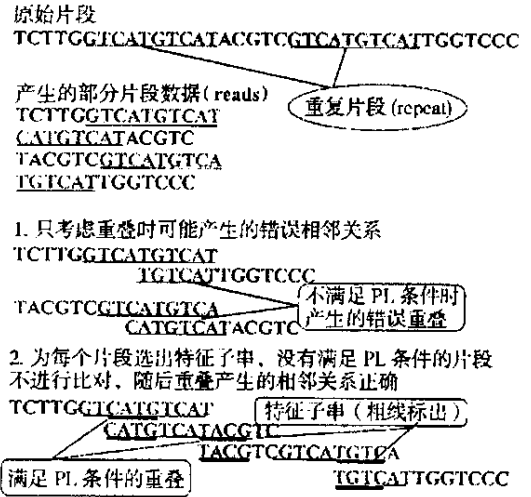 原始片段
TCTTGGTCATGTCATACGTCGTCATGTCATTGGTCCC
产生的部分片段数据(reads)
重复片段(repeat)
TCTTGGTCATGTCAT
CATGTCATACGTC
TACGTCGTCATGTCA
TGTCATTGGTCCC
1. 只考虑重叠时可能产生的错误相邻关系
TCTTGGTCATGTCAT
TGTCATTGGTCCC
不满足 PL 条件时
产生的错误重叠
TACGTCGTCATGTCA
CATGTCATACGTC
2. 为每个片段选出特征子串，没有满足 PL 条件的片段
不进行比对，随后重叠产生的相邻关系正确
TCTTGGTCATGTCAT
特征子串（粗线标出）
CATGTCATACGTC
TACGTCGTCATGTCA
满足 PL 条件的重叠
TGTCATTGGTCCC